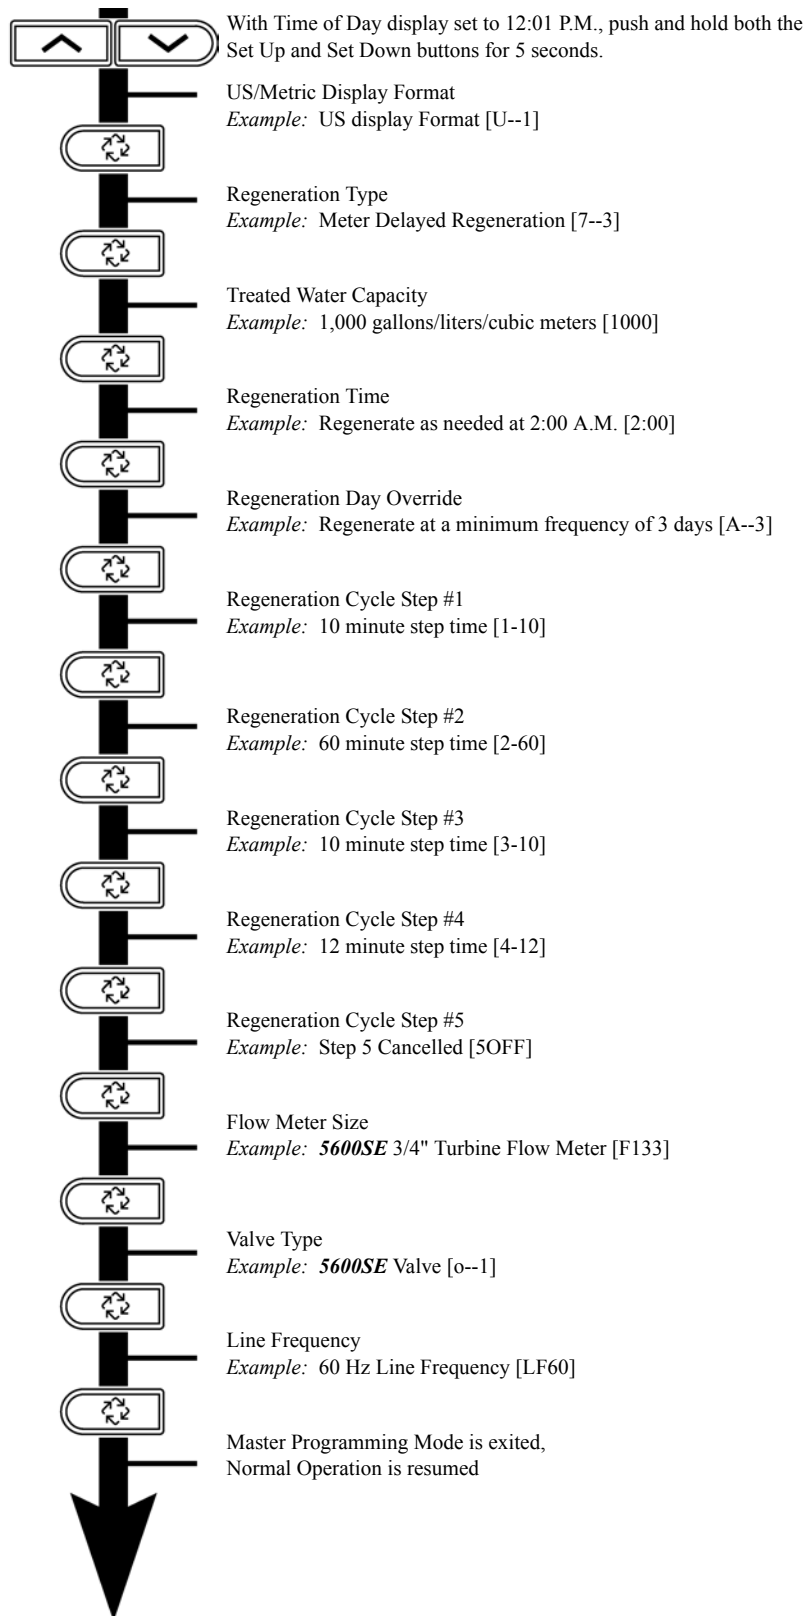 With Time of Day display set to 12:01 P.M., push and hold both the
Set Up and Set Down buttons for 5 seconds.
US/Metric Display Format
Example: US display Format [U--1]
Regeneration Type
Example: Meter Delayed Regeneration [7--3]
Treated Water Capacity
Example: 1,000 gallons/liters/cubic meters [1000]
Regeneration Time
Example: Regenerate as needed at 2:00 A.M. [2:00]
Regeneration Day Override
Example: Regenerate at a minimum frequency of 3 days [A--3]
Regeneration Cycle Step #1
Example: 10 minute step time [1-10]
Regeneration Cycle Step #2
Example: 60 minute step time [2-60]
Regeneration Cycle Step #3
Example: 10 minute step time [3-10]
Regeneration Cycle Step #4
Example: 12 minute step time [4-12]
Regeneration Cycle Step #5
Example: Step 5 Cancelled [5OFF]
Flow Meter Size
Example: 5600SE 3/4" Turbine Flow Meter [F133]
Valve Type
Example: 5600SE Valve [o--1]
Line Frequency
Example: 60 Hz Line Frequency [LF60]
Master Programming Mode is exited,
Normal Operation is resumed